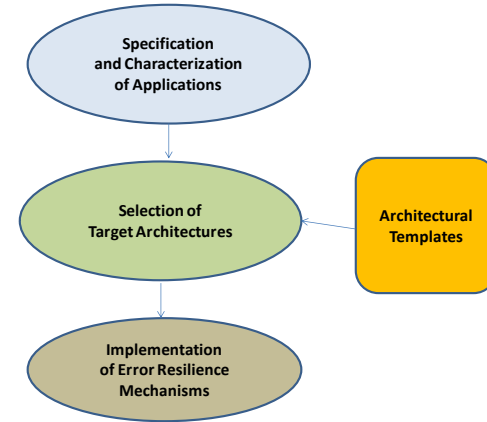 Specification
and Characterization
of Applications
Selection of
Target Architectures
Architectural
Templates
Implementation
of Error Resilience
Mechanisms